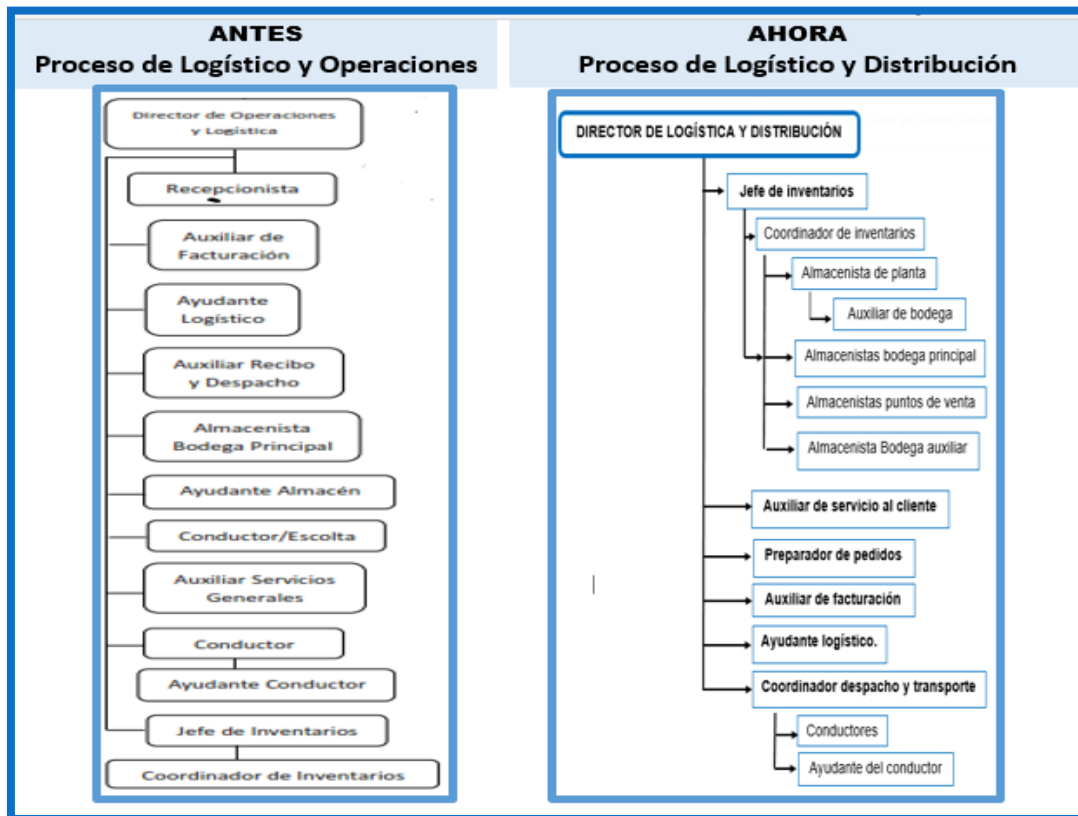 ANTES
Proceso de Logístico y Operaciones
Director de Operaciones
y Logística
Recepcionista
Auxiliar de
Facturación
Ayudante
Logístico
Auxiliar Recibo
y Despacho
Almacenista
Bodega Principal
Ayudante Almacén
Conductor/Escolta
Auxiliar Servicios
Generales
Conductor
Ayudante Conductor
Jefe de Inventarios
Coordinador de Inventarios
AHORA
Proceso de Logístico y Distribución
DIRECTOR DE LOGÍSTICA Y DISTRIBUCIÓN
Jefe de inventarios
Coordinador de inventarios
Almacenista de planta
Auxiliar de bodega
Almacenistas bodega principal
Almacenistas puntos de venta
Almacenista Bodega auxiliar
Auxiliar de servicio al cliente
Preparador de pedidos
Auxiliar de facturación
Ayudante logístico.
Coordinador despacho y transporte
Conductores
Ayudante del conductor